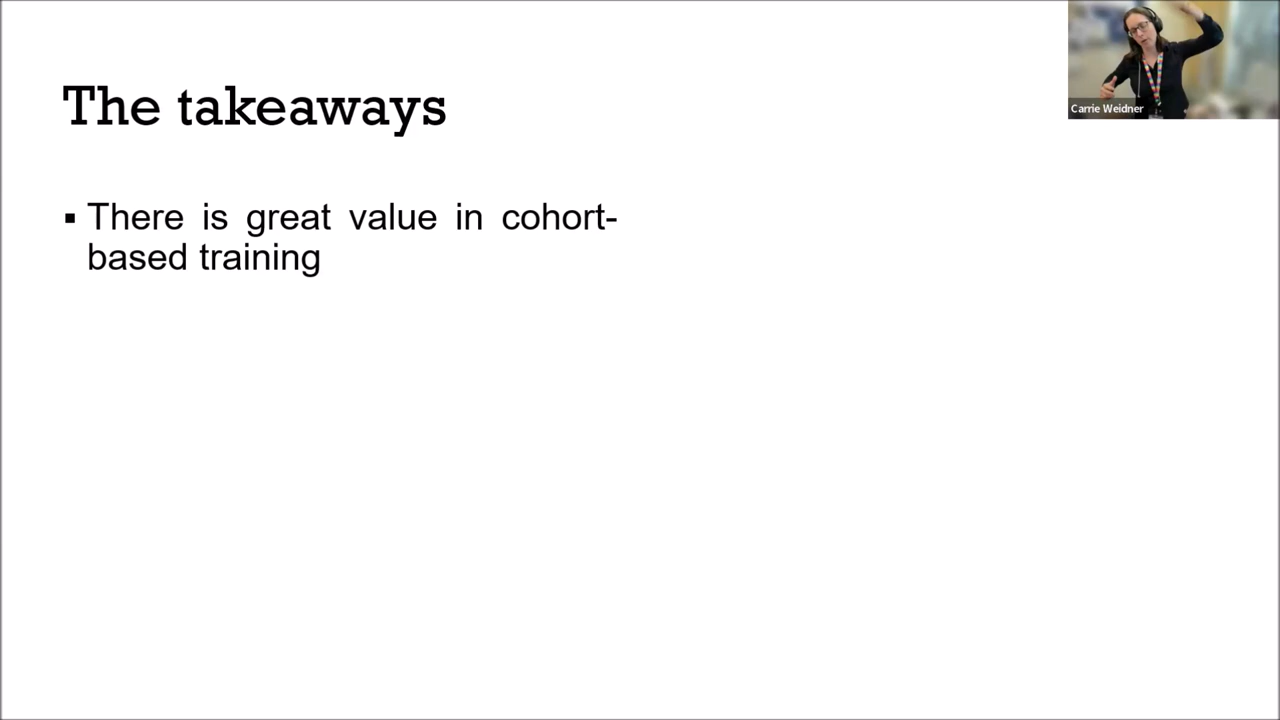 The takeaways
▪ There is great value in cohort-
based training
Carrie Weidner